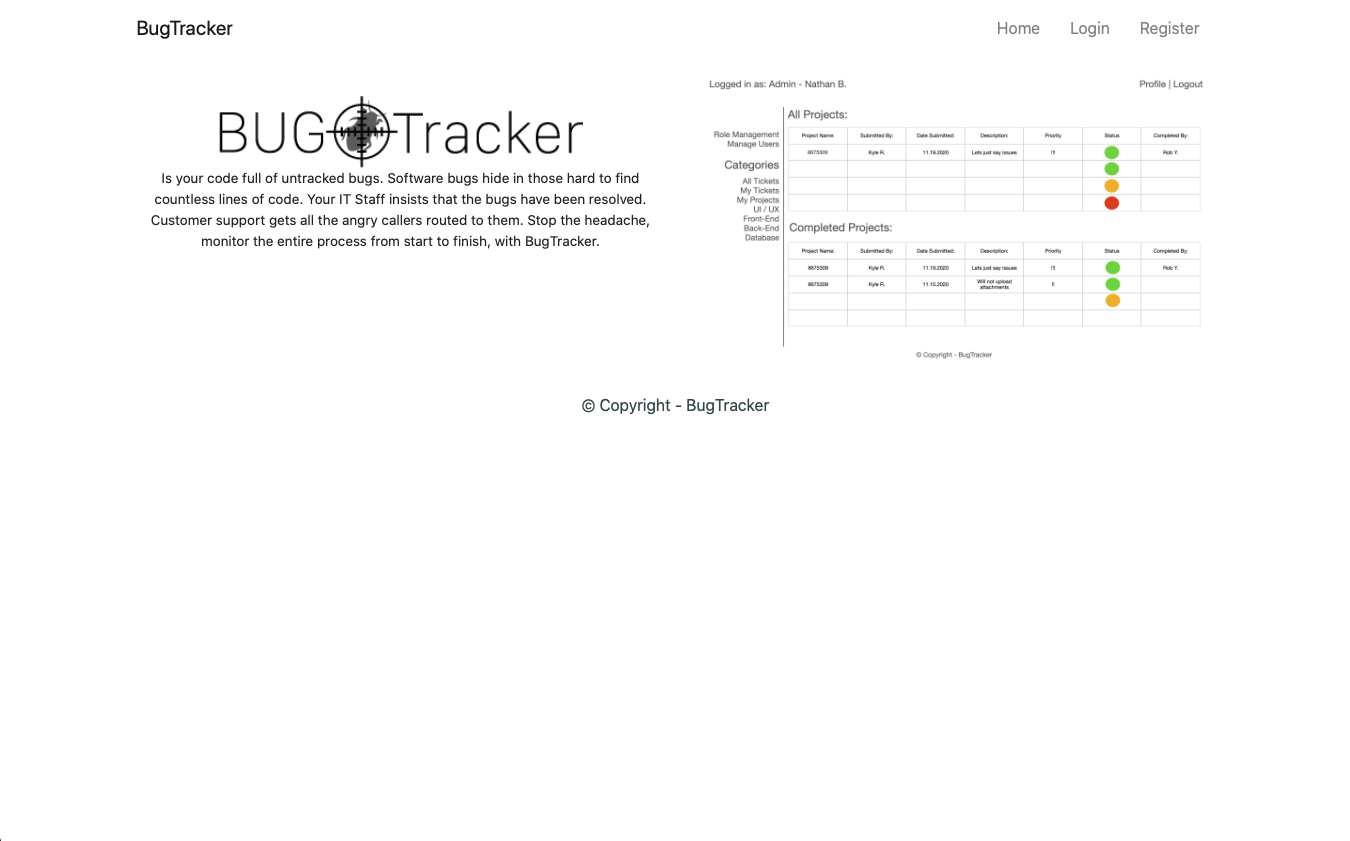 BugTracker
Home Login Register
BUG Tracker
Is your code full of untracked bugs. Software bugs hide in those hard to find
countless lines of code. Your IT Staff insists that the bugs have been resolved.
Customer support gets all the angry callers routed to them. Stop the headache,
monitor the entire process from start to finish, with BugTracker.
Logged in as: Admin - Nathan B.
Profile | Logout
Role Management
Manage Users
Categories
All Tickets
My Tickets
My Projects
UI / UX
Front-End
Back-End
Database
All Projects:
Project Name: Submitted By: Date Submitted: Description: Priority Status Completed By:
8675309 Kyle R. 11.19.2020 Lets just say issues !!! Rob Y.
Completed Projects:
Project Name: Submitted By: Date Submitted: Description: Priority Status Completed By:
8675309 Kyle R. 11.19.2020 Lets just say issues !!! Rob Y.
8675309 Kyle R. 11.15.2020 Will not upload attachments !!
© Copyright - BugTracker
© Copyright - BugTracker